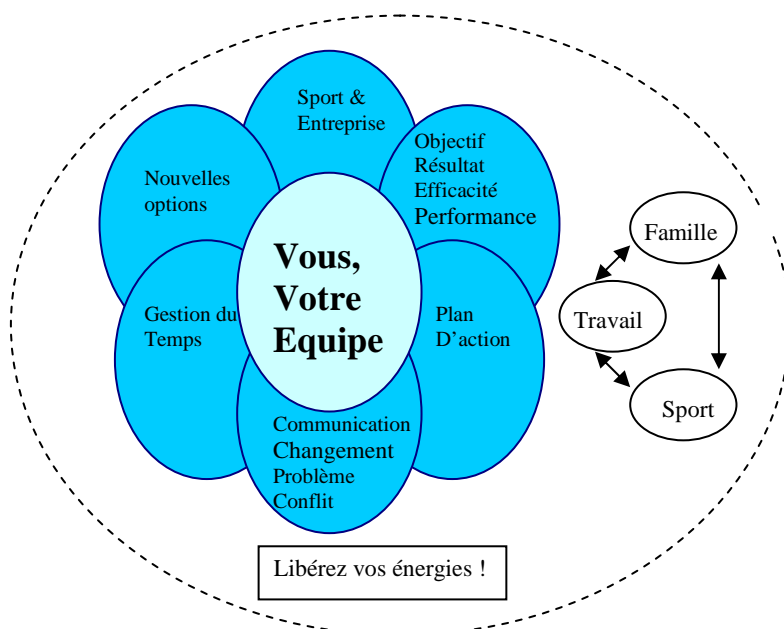 Sport &
Entreprise
Objectif
Résultat
Efficacité
Performance
Nouvelles
options
Famille
Vous,
Votre
Equipe
Gestion du
Temps
Plan
D’action
Travail
Sport
Communication
Changement
Problème
Conflit
Libérez vos énergies !